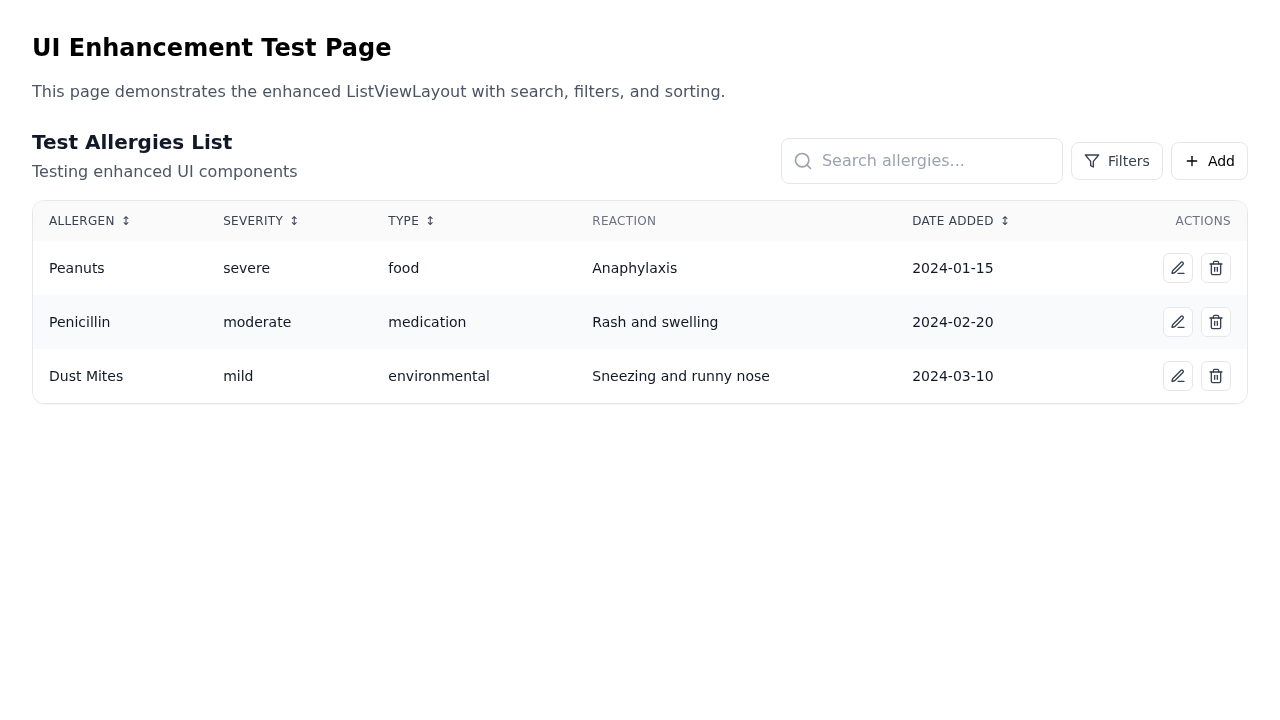 UI Enhancement Test Page
This page demonstrates the enhanced ListViewLayout with search, filters, and sorting.
Test Allergies List
Testing enhanced UI components
Search allergies...
Filters
Add
ALLERGEN ↕ SEVERITY ↕ TYPE ↕ REACTION DATE ADDED ↕ ACTIONS
Peanuts severe food Anaphylaxis 2024-01-15
Penicillin moderate medication Rash and swelling 2024-02-20
Dust Mites mild environmental Sneezing and runny nose 2024-03-10